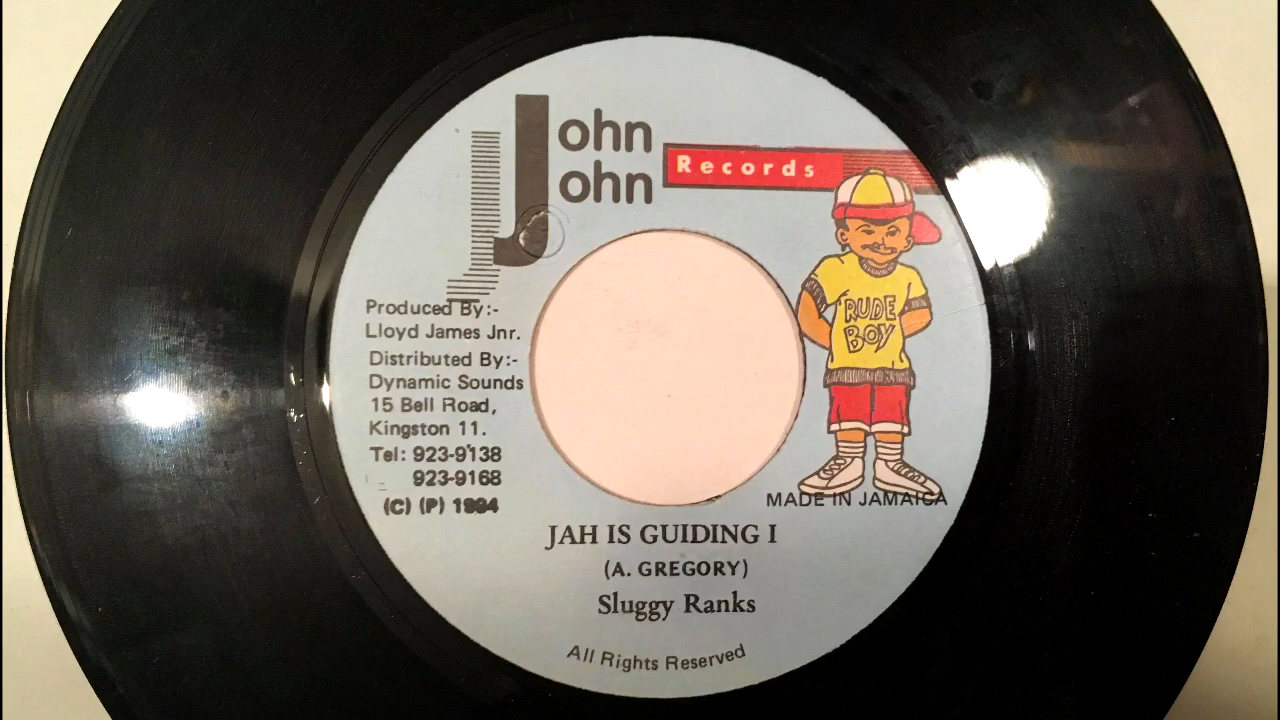 John
John
Records
RUDE
BOY
Produced By:-
Lloyd James Jnr.
Distributed By:-
Dynamic Sounds
15 Bell Road,
Kingston 11.
Tel: 923-9138
923-9168
(C) (P) 1994
MADE IN JAMAICA
JAH IS GUIDING I
(A. GREGORY)
Sluggy Ranks
All Rights Reserved